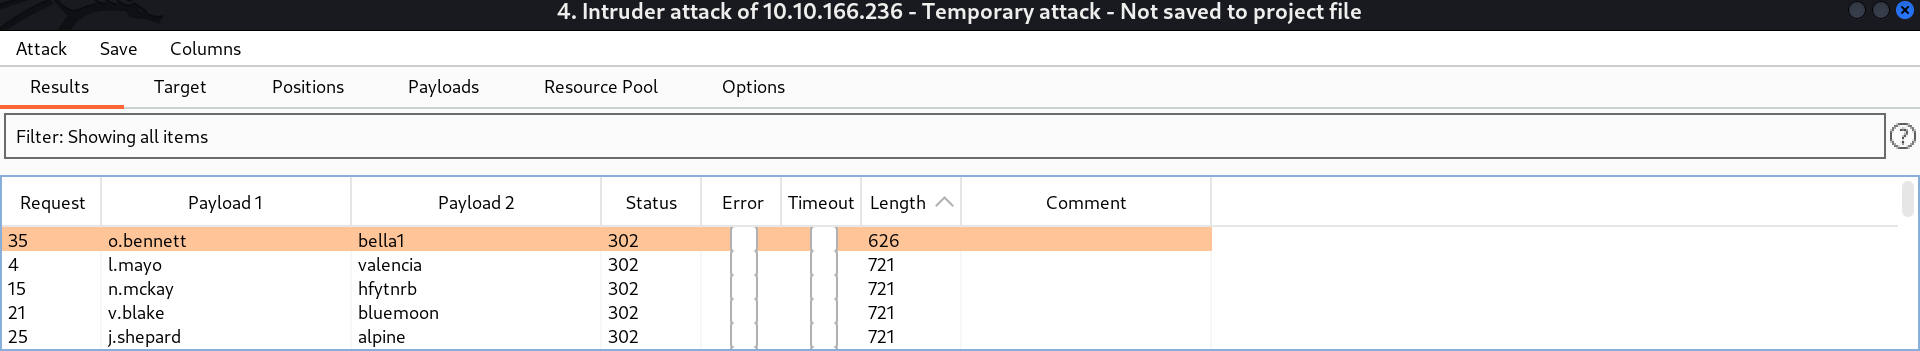 4. Intruder attack of 10.10.166.236 - Temporary attack - Not saved to project file
Attack Save Columns
Results Target Positions Payloads Resource Pool Options
Filter: Showing all items
?
Request Payload 1 Payload 2 Status Error Timeout Length Comment
35 o.bennett bella1 302 626
4 l.mayo valencia 302 721
15 n.mckay hfytnrb 302 721
21 v.blake bluemoon 302 721
25 j.shepard alpine 302 721